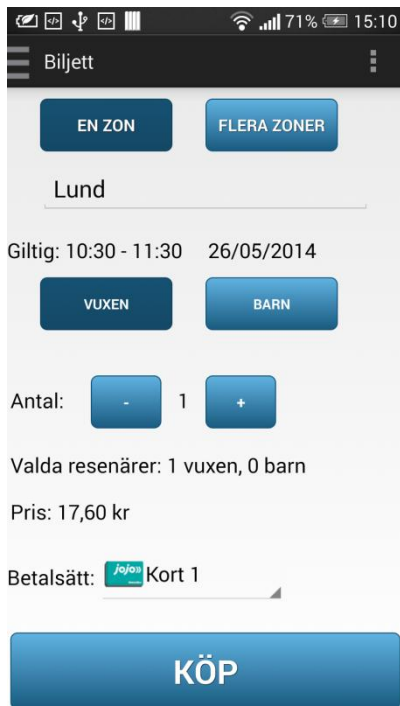 71% 15:10
Biljett
EN ZON FLERA ZONER
Lund
Giltig: 10:30 - 11:30 26/05/2014
VUXEN BARN
Antal: - 1 +
Valda resenärer: 1 vuxen, 0 barn
Pris: 17,60 kr
Betalsätt: jojo Kort 1
KÖP